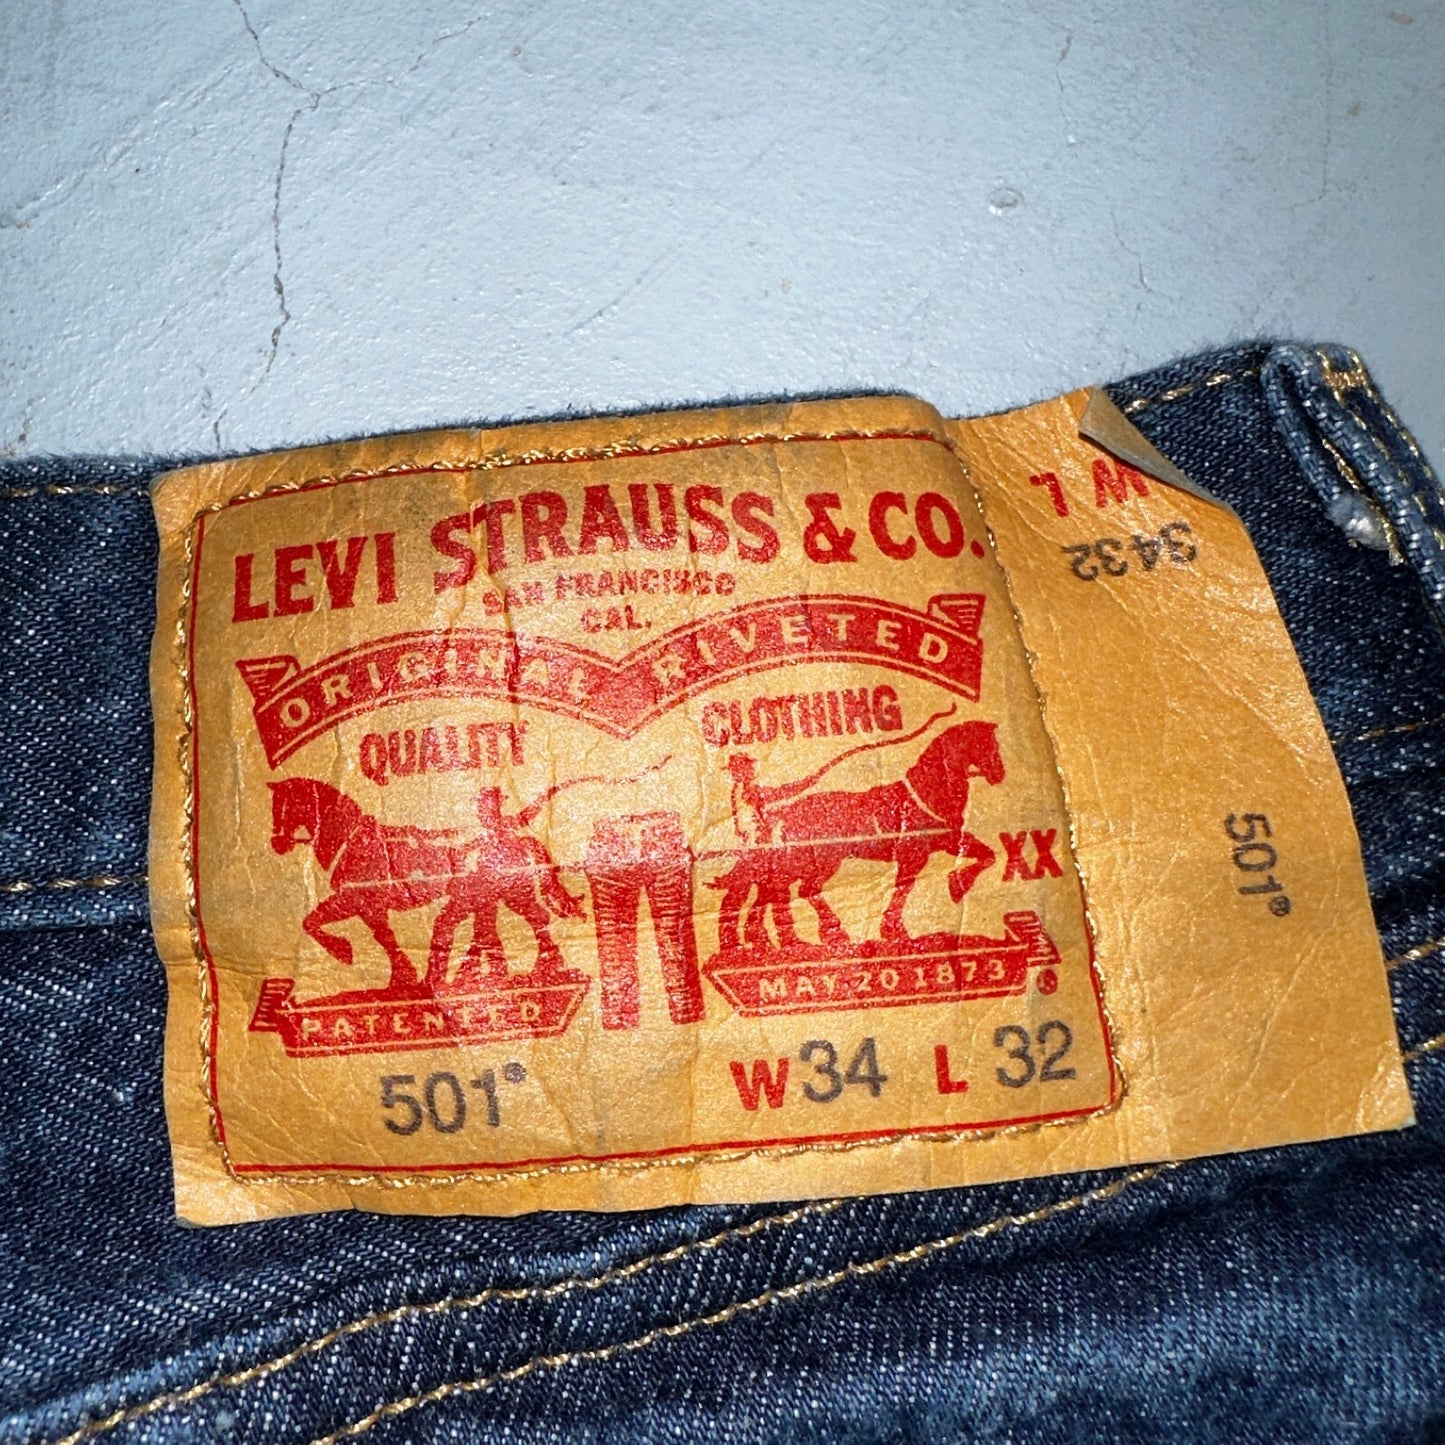 LEVI STRAUSS & CO.
SAN FRANCISCO
CAL.
ORIGINAL RIVETED
QUALITY CLOTHING
XX
PATENTED MAY 20 1873 ®
501® W 34 L 32
W L
3432
501®